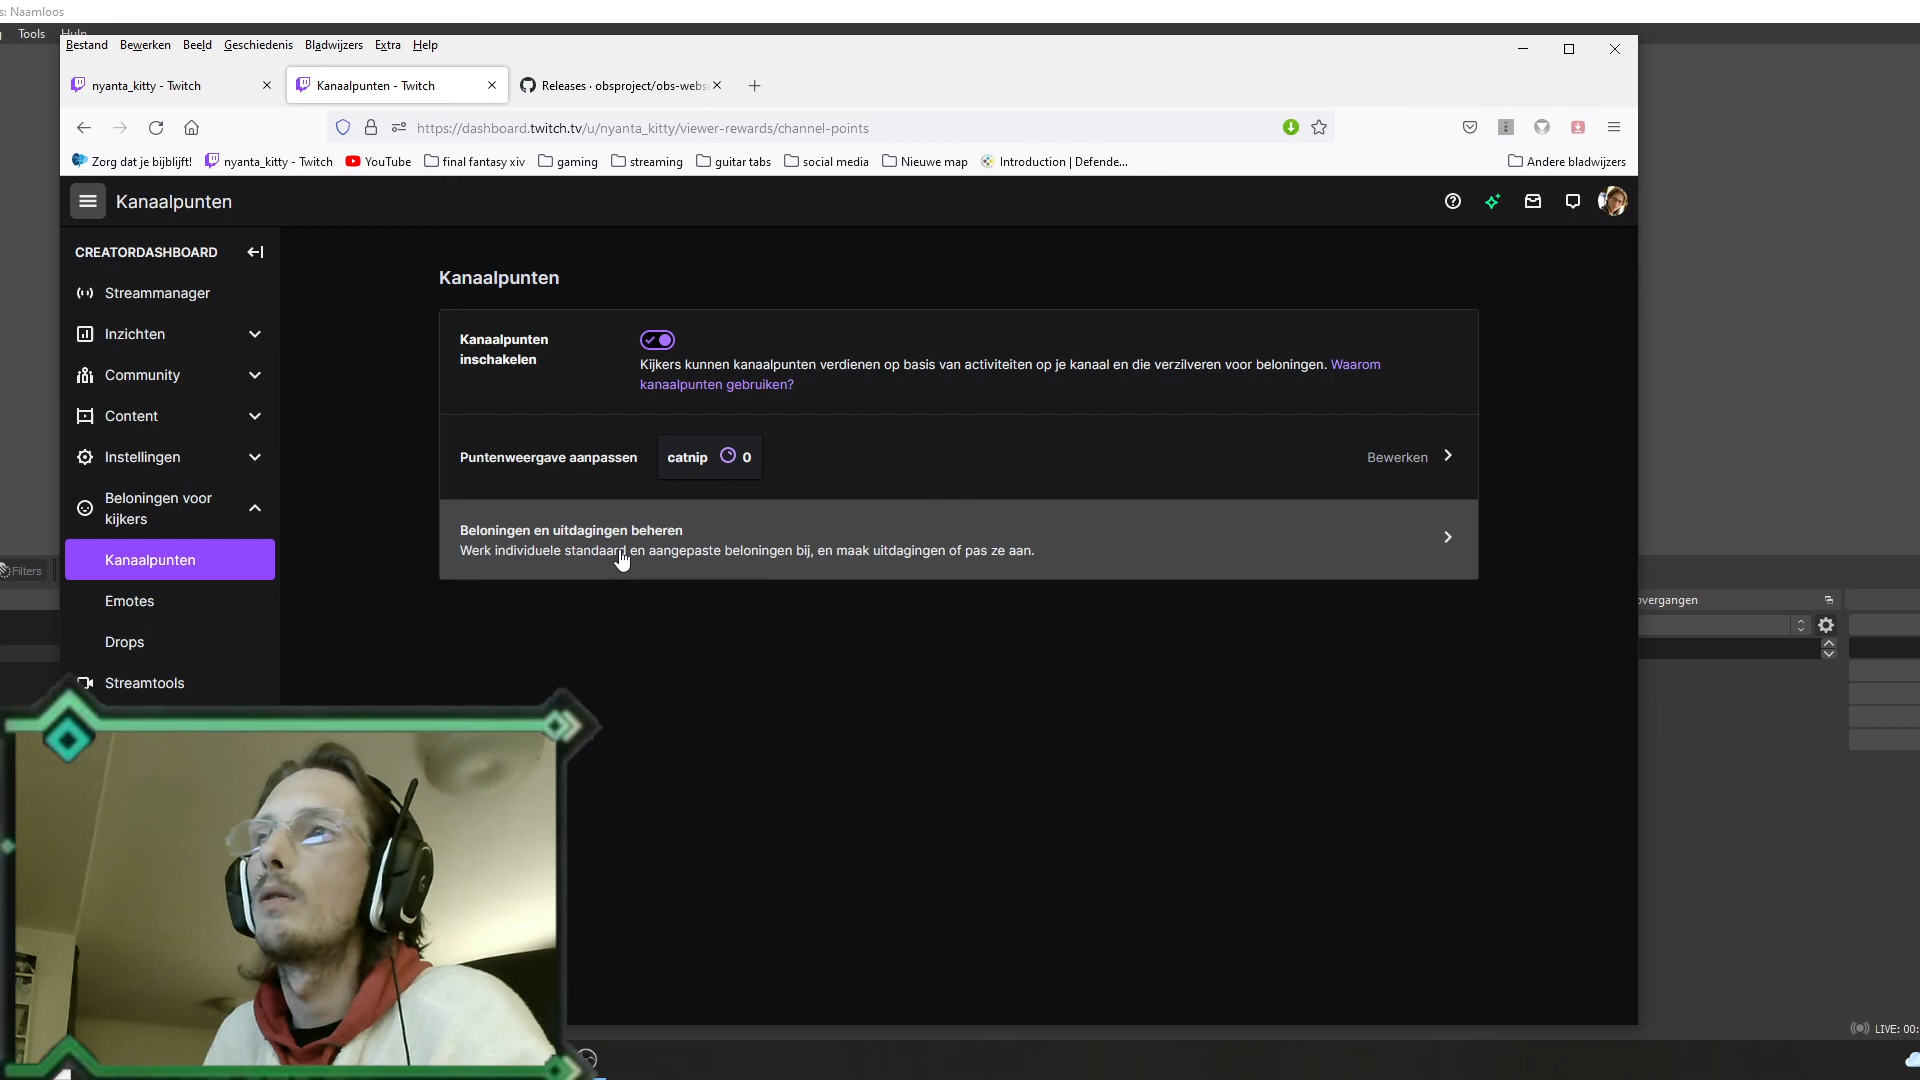 s: Naamloos
Tools
Help
Bestand Bewerken Beeld Geschiedenis Bladwijzers Extra Help
nyanta_kitty - Twitch
Kanaalpunten - Twitch
Releases · obsproject/obs-webs
https://dashboard.twitch.tv/u/nyanta_kitty/viewer-rewards/channel-points
Zorg dat je bijblijft! nyanta_kitty - Twitch YouTube final fantasy xiv gaming streaming guitar tabs social media Nieuwe map Introduction | Defende... Andere bladwijzers
Kanaalpunten
CREATORDASHBOARD
Streammanager
Inzichten
Community
Content
Instellingen
Beloningen voor
kijkers
Kanaalpunten
Emotes
Drops
Streamtools
Kanaalpunten
Kanaalpunten
inschakelen
Kijkers kunnen kanaalpunten verdienen op basis van activiteiten op je kanaal en die verzilveren voor beloningen. Waarom
kanaalpunten gebruiken?
Puntenweergave aanpassen
catnip 0
Bewerken
Beloningen en uitdagingen beheren
Werk individuele standaard en aangepaste beloningen bij, en maak uitdagingen of pas ze aan.
Filters
overgangen
LIVE: 00: